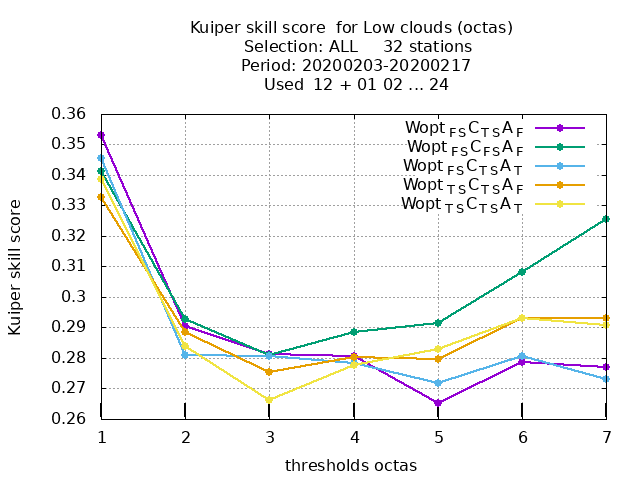 Kuiper skill score  for Low clouds (octas)
Selection: ALL     32 stations
Period: 20200203-20200217
Used  12 + 01 02 ... 24
Wopt FS C TS A F
Wopt FS C FS A F
Wopt FS C TS A T
Wopt TS C TS A F
Wopt TS C TS A T
0.36
0.35
0.34
0.33
0.32
0.31
0.3
0.29
0.28
0.27
0.26
Kuiper skill score
1 2 3 4 5 6 7
thresholds octas